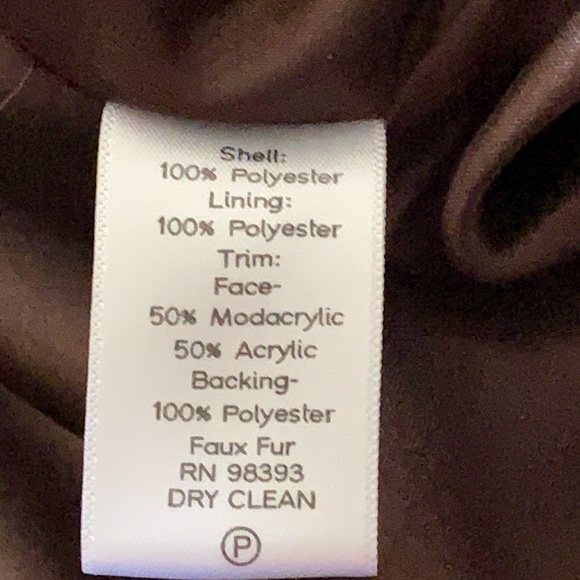 Shell:
100% Polyester
Lining:
100% Polyester
Trim:
Face-
50% Modacrylic
50% Acrylic
Backing-
100% Polyester
Faux Fur
RN 98393
DRY CLEAN
P